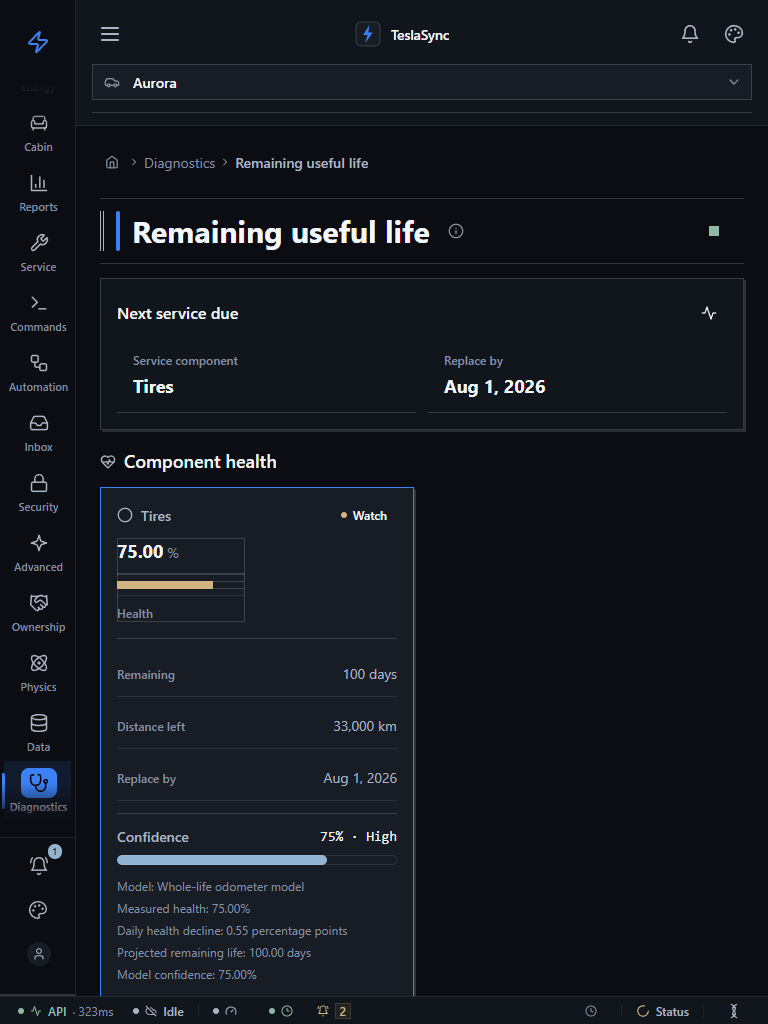 TeslaSync
Aurora
Energy
Cabin
Reports
Service
Commands
Automation
Inbox
Security
Advanced
Ownership
Physics
Data
Diagnostics
1
Diagnostics > Remaining useful life
Remaining useful life
Next service due
Service component
Tires
Replace by
Aug 1, 2026
Component health
Tires
Watch
75.00 %
Health
Remaining
100 days
Distance left
33,000 km
Replace by
Aug 1, 2026
Confidence
75% · High
Model: Whole-life odometer model
Measured health: 75.00%
Daily health decline: 0.55 percentage points
Projected remaining life: 100.00 days
Model confidence: 75.00%
API · 323ms
Idle
2
Status